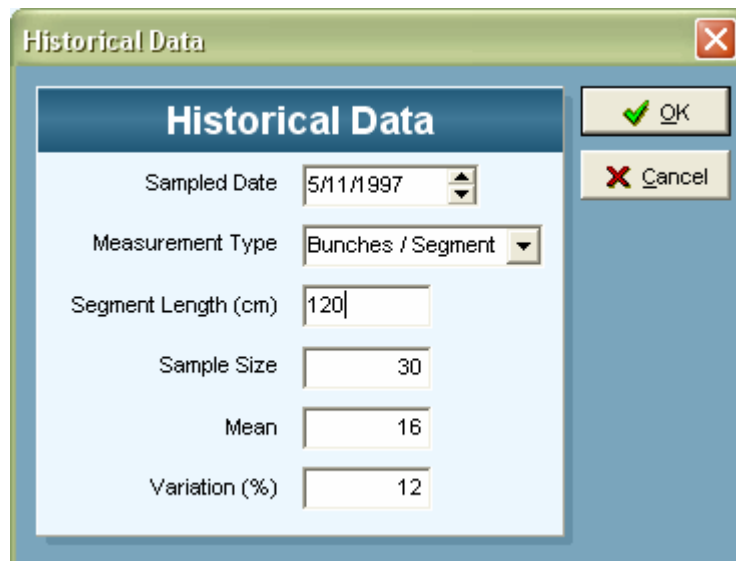 Historical Data
Historical Data
OK
Cancel
Sampled Date 5/11/1997
Measurement Type Bunches / Segment
Segment Length (cm) 120
Sample Size 30
Mean 16
Variation (%) 12